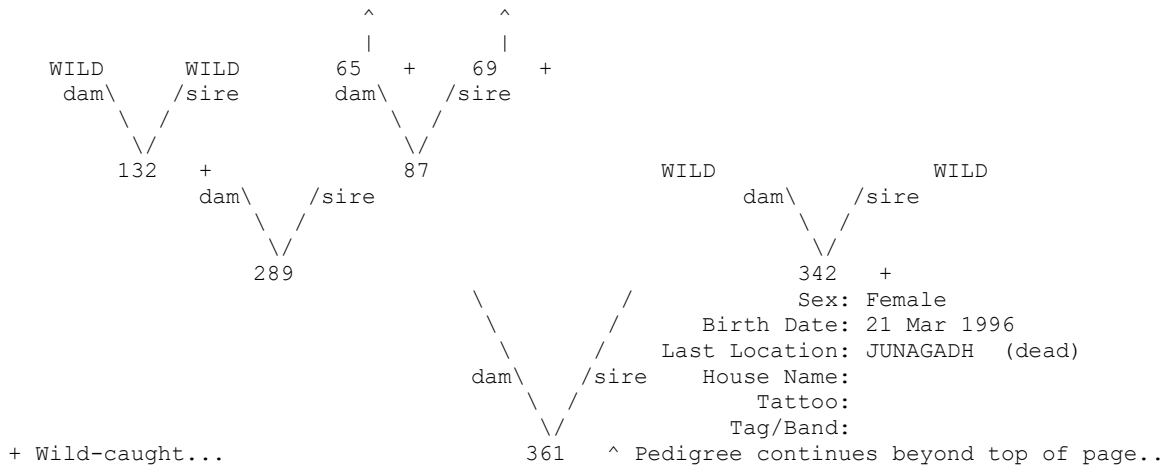 ^ ^
| |
WILD WILD 65 + 69 +
dam\ /sire dam\ /sire
\ / \ /
\/ \/
132 + 87 WILD WILD
dam\ /sire dam\ /sire
\ / \ /
\/ \/
289 342 +
\ / Sex: Female
\ / Birth Date: 21 Mar 1996
\ / Last Location: JUNAGADH (dead)
dam\ /sire House Name:
\ / Tattoo:
\/ Tag/Band:
+ Wild-caught... 361 ^ Pedigree continues beyond top of page..